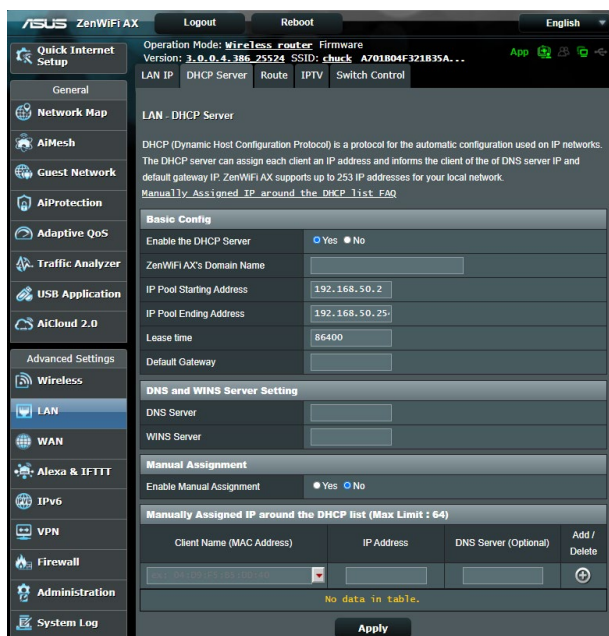 ASUS ZenWiFi AX Logout Reboot English
Quick Internet Setup
Operation Mode: Wireless router Firmware
Version: 3.0.0.4.386_25524 SSID: chuck A701B04F321B35A...
App
LAN IP DHCP Server Route IPTV Switch Control
General
Network Map
AiMesh
Guest Network
AiProtection
Adaptive QoS
Traffic Analyzer
USB Application
AiCloud 2.0
Advanced Settings
Wireless
LAN
WAN
Alexa & IFTTT
IPv6
VPN
Firewall
Administration
System Log
LAN - DHCP Server
DHCP (Dynamic Host Configuration Protocol) is a protocol for the automatic configuration used on IP networks.
The DHCP server can assign each client an IP address and informs the client of the of DNS server IP and
default gateway IP. ZenWiFi AX supports up to 253 IP addresses for your local network.
Manually Assigned IP around the DHCP list FAQ
Basic Config
Enable the DHCP Server Yes No
ZenWiFi AX's Domain Name
IP Pool Starting Address 192.168.50.2
IP Pool Ending Address 192.168.50.25
Lease time 86400
Default Gateway
DNS and WINS Server Setting
DNS Server
WINS Server
Manual Assignment
Enable Manual Assignment Yes No
Manually Assigned IP around the DHCP list (Max Limit : 64)
Client Name (MAC Address) IP Address DNS Server (Optional) Add / Delete
No data in table.
Apply